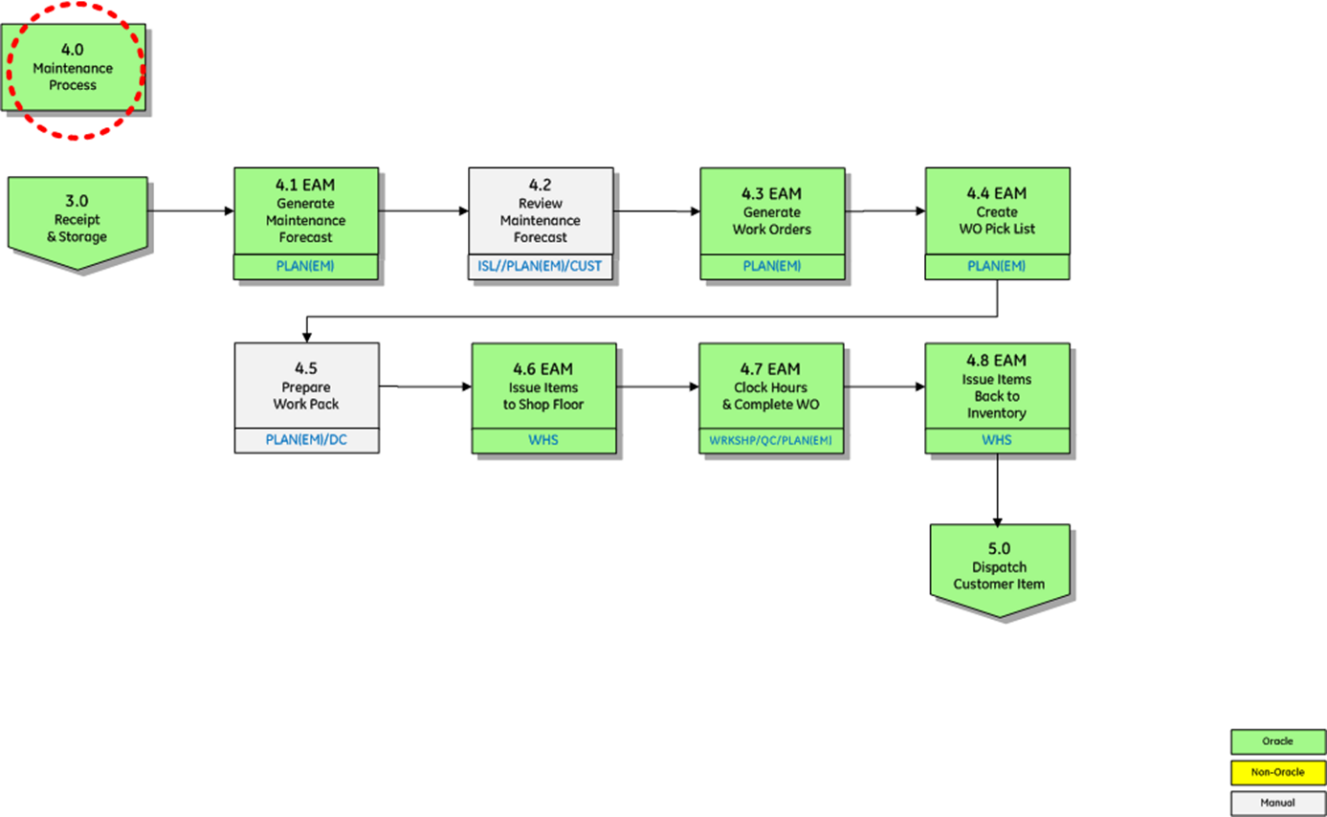 4.0
Maintenance
Process
3.0
Receipt
& Storage
4.1 EAM
Generate
Maintenance
Forecast
PLAN(EM)
4.2
Review
Maintenance
Forecast
ISL//PLAN(EM)/CUST
4.3 EAM
Generate
Work Orders
PLAN(EM)
4.4 EAM
Create
WO Pick List
PLAN(EM)
4.5
Prepare
Work Pack
PLAN(EM)/DC
4.6 EAM
Issue Items
to Shop Floor
WHS
4.7 EAM
Clock Hours
& Complete WO
WRKSHP/QC/PLAN(EM)
4.8 EAM
Issue Items
Back to
Inventory
WHS
5.0
Dispatch
Customer Item
Oracle
Non-Oracle
Manual